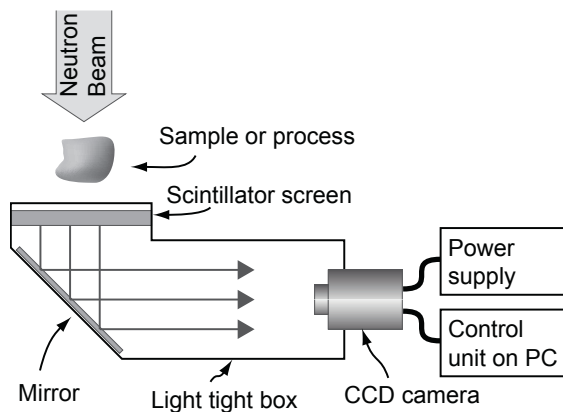 Neutron
Beam
Sample or process
Scintillator screen
Power
supply
Control
unit on PC
Mirror
Light tight box
CCD camera